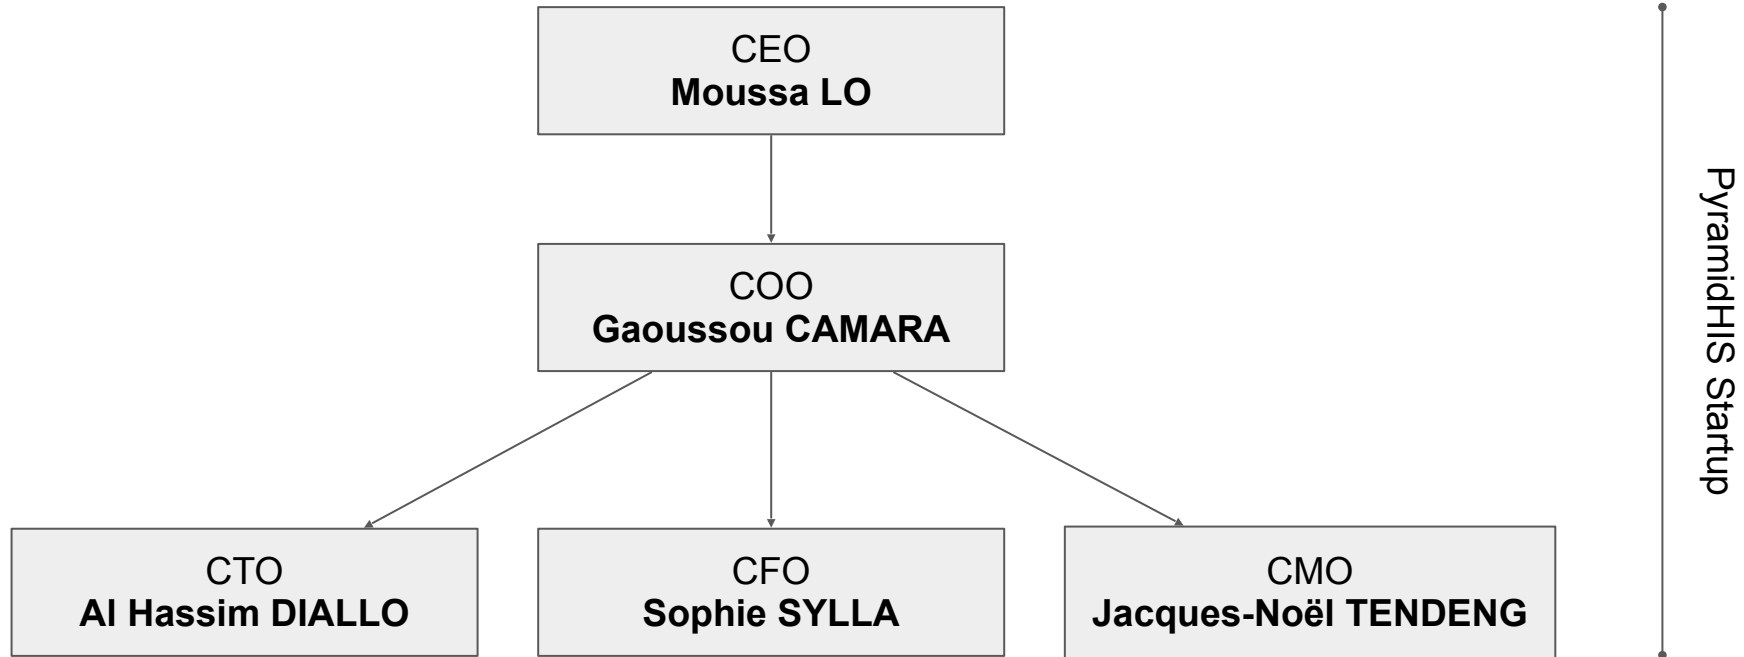 CEO
Moussa LO
COO
Gaoussou CAMARA
CTO
Al Hassim DIALLO
CFO
Sophie SYLLA
CMO
Jacques-Noël TENDENG
PyramidHIS Startup